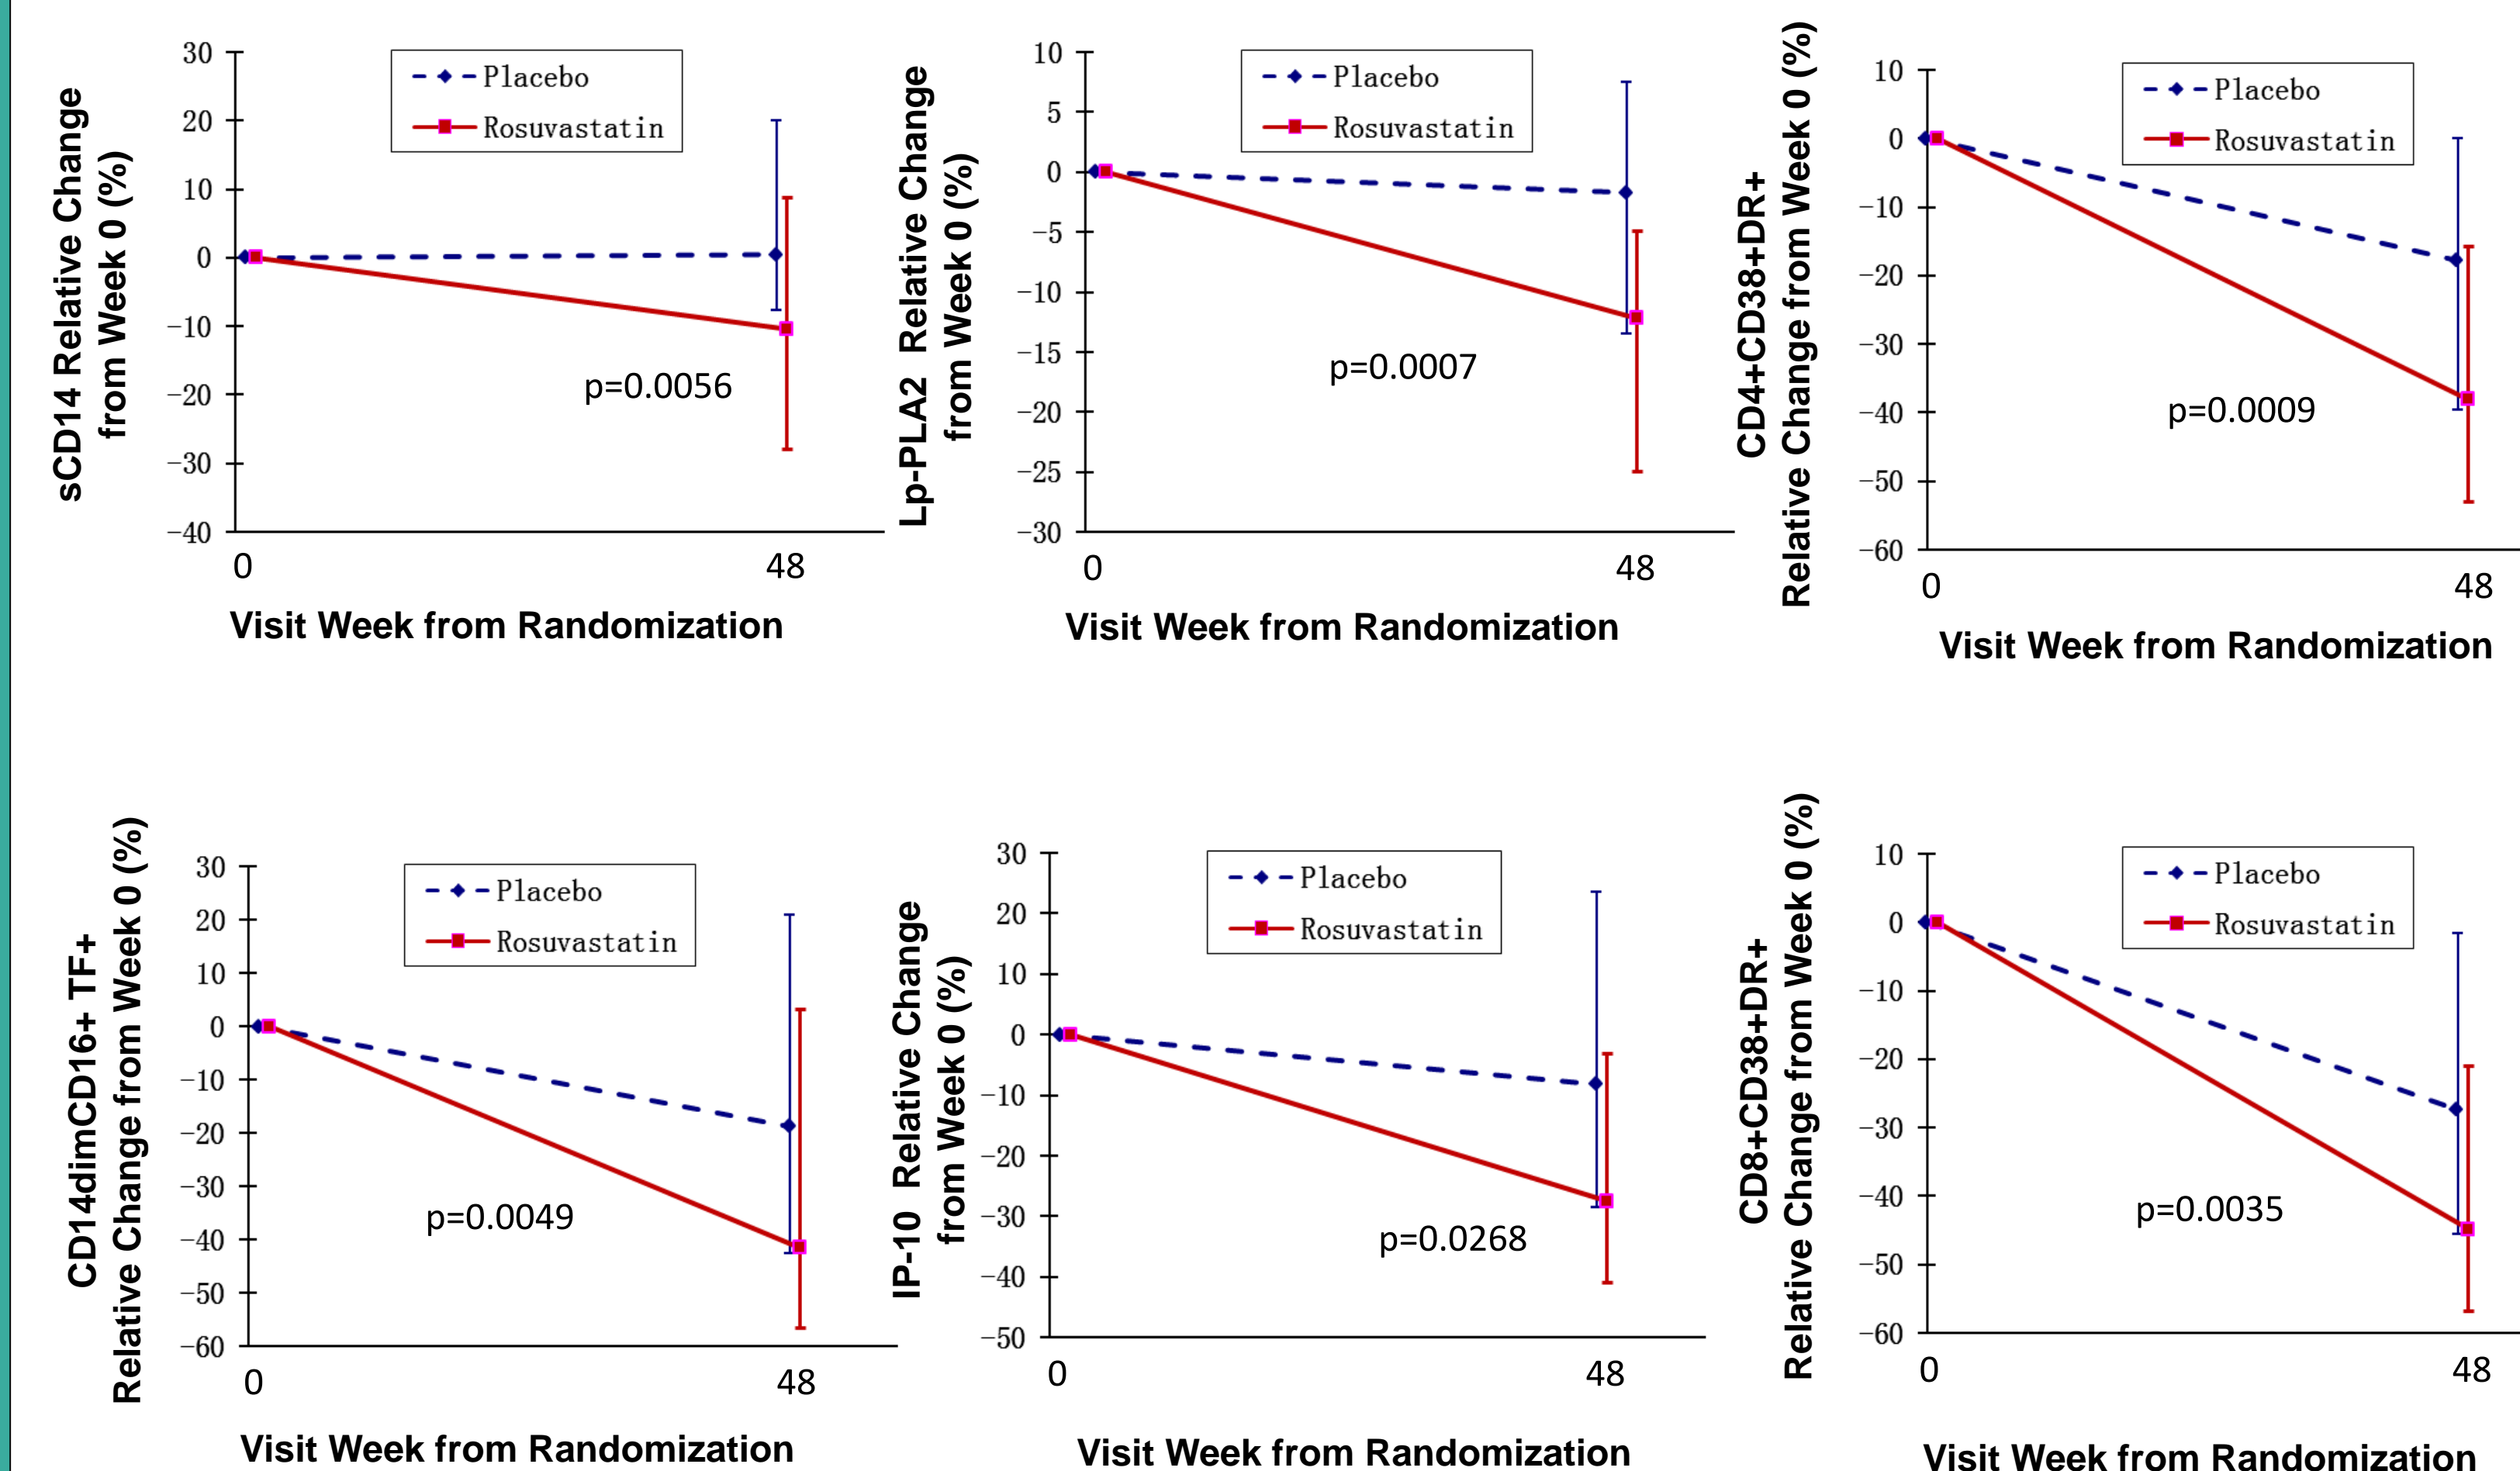 sCD14 Relative Change
from Week 0 (%)
30
20
10
0
−10
−20
−30
−40
Placebo
Rosuvastatin
p=0.0056
0
48
Visit Week from Randomization
Lp-PLA2 Relative Change
from Week 0 (%)
10
5
0
−5
−10
−15
−20
−25
−30
Placebo
Rosuvastatin
p=0.0007
0
48
Visit Week from Randomization
CD4+CD38+DR+
Relative Change from Week 0 (%)
10
0
−10
−20
−30
−40
−50
−60
Placebo
Rosuvastatin
p=0.0009
0
48
Visit Week from Randomization
CD14dimCD16+ TF+
Relative Change from Week 0 (%)
30
20
10
0
−10
−20
−30
−40
−50
−60
Placebo
Rosuvastatin
p=0.0049
0
48
Visit Week from Randomization
IP-10 Relative Change
from Week 0 (%)
30
20
10
0
−10
−20
−30
−40
−50
Placebo
Rosuvastatin
p=0.0268
0
48
Visit Week from Randomization
CD8+CD38+DR+
Relative Change from Week 0 (%)
10
0
−10
−20
−30
−40
−50
−60
Placebo
Rosuvastatin
p=0.0035
0
48
Visit Week from Randomization